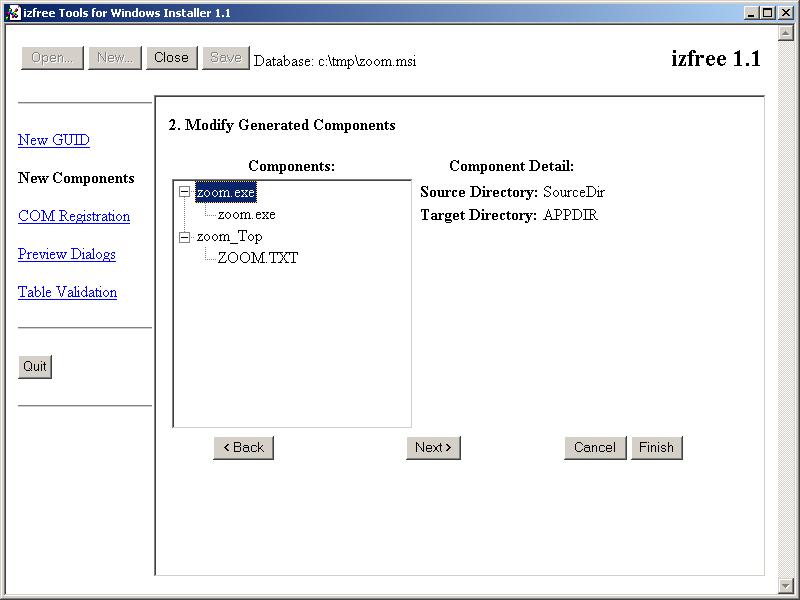 izfree Tools for Windows Installer 1.1
Open... New... Close Save Database: c:\tmp\zoom.msi izfree 1.1
2. Modify Generated Components
New GUID
New Components
COM Registration
Preview Dialogs
Table Validation
Quit
Components:
zoom.exe
zoom.exe
zoom_Top
ZOOM.TXT
Component Detail:
Source Directory: SourceDir
Target Directory: APPDIR
< Back Next > Cancel Finish